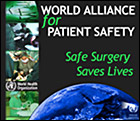 WORLD ALLIANCE
for
PATIENT SAFETY
Safe Surgery
Saves Lives
World Health
Organization